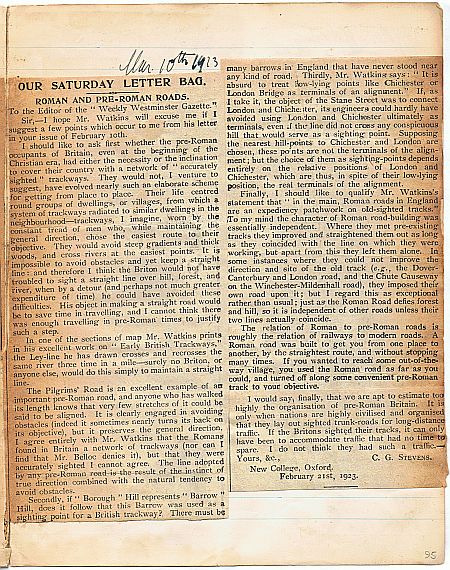 Mar. 10th 1923
OUR SATURDAY LETTER BAG.
ROMAN AND PRE-ROMAN ROADS.
To the Editor of the "Weekly Westminster Gazette."
Sir,—I hope Mr. Watkins will excuse me if I
suggest a few points which occur to me from his letter
in your issue of February 10th.
I should like to ask first whether the pre-Roman
occupants of Britain, even at the beginning of the
Christian era, had either the necessity or the inclination
to cover their country with a network of "accurately
sighted" trackways. They would not, I venture to
suggest, have evolved nearly such an elaborate scheme
for getting from place to place. Their life centred
round groups of dwellings, or villages, from which a
system of trackways radiated to similar dwellings in the
neighbourhood—trackways, I imagine, worn by the
constant tread of men who, while maintaining the
general direction, chose the easiest route to their
objective. They would avoid steep gradients and thick
woods, and cross rivers at the easiest points. It is
impossible to avoid obstacles and yet keep a straight
line; and therefore I think the Briton would not have
troubled to sight a straight line over hill, forest, and
river, when by a detour (and perhaps not much greater
expenditure of time) he could have avoided the
difficulties. His object in making a straight road would
be to save time in travelling, and I cannot think there
was enough travelling in pre-Roman times to justify
such a step.
In one of the sections of map Mr. Watkins prints
in his excellent work on "Early British Trackways,"
the Ley-line he has drawn crosses and recrosses the
same river three times in a mile—surely no Briton, or
anyone else, would do this simply to maintain a straight
line.
The Pilgrims' Road is an excellent example of an
important pre-Roman road, and anyone who has walked
its length knows that very few stretches of it could be
said to be aligned. It is clearly engaged in avoiding
obstacles (indeed it sometimes nearly turns its back on
its objective), but it preserves the general direction.
I agree entirely with Mr. Watkins that the Romans
found in Britain a network of trackways (nor can I
find that Mr. Belloc denies it), but that they were
accurately sighted I cannot agree. The line adopted
by any pre-Roman road is the result of the instinct of
true direction combined with the natural tendency to
avoid obstacles.
Secondly, if "Borough" Hill represents "Barrow"
Hill, does it follow that this Barrow was used as a
sighting point for a British trackway? There must be
many barrows in England that have never stood near
any kind of road. Thirdly, Mr. Watkins says: "It is
absurd to treat low-lying points like Chichester or
London Bridge as terminals of an alignment." If, as
I take it, the object of the Stane Street was to connect
London and Chichester, its engineers could hardly have
avoided using London and Chichester ultimately as
terminals, even if the line did not cross any conspicuous
hill that would serve as a sighting point. Supposing
the nearest hill-points to Chichester and London are
chosen, these points are not the terminals of the align-
ment; but the choice of them as sighting-points depends
entirely on the relative positions of London and
Chichester, which are thus, in spite of their low-lying
position, the real terminals of the alignment.
Finally, I should like to qualify Mr. Watkins's
statement that "in the main, Roman roads in England
are an expediency patchwork on old-sighted tracks."
To my mind the character of Roman road-building was
essentially independent. Where they met pre-existing
tracks they improved and straightened them out as long
as they coincided with the line on which they were
working, but apart from this they left them alone. In
some instances where they could not improve the
direction and site of the old track (e.g., the Dover-
Canterbury and London road, and the Chute Causeway
on the Winchester-Mildenhall road), they imposed their
own road upon it; but I regard this as exceptional
rather than usual; just as the Roman Road defies forest
and hill, so it is independent of other roads unless their
two lines actually coincide.
The relation of Roman to pre-Roman roads is
roughly the relation of railways to modern roads. A
Roman road was built to get you from one place to
another, by the straightest route, and without stopping
many times. If you wanted to reach some out-of-the-
way village, you used the Roman road as far as you
could, and turned off along some convenient pre-Roman
track to your objective.
I would say, finally, that we are apt to estimate too
highly the organisation of pre-Roman Britain. It is
only when nations are highly civilised and organised
that they lay out sighted trunk-roads for long-distance
traffic. If the Britons sighted their tracks, it can only
have been to accommodate traffic that had no time to
spare. I do not think they had such a traffic.—
Yours, &c., C. G. STEVENS.
New College, Oxford.
February 21st, 1923.
95